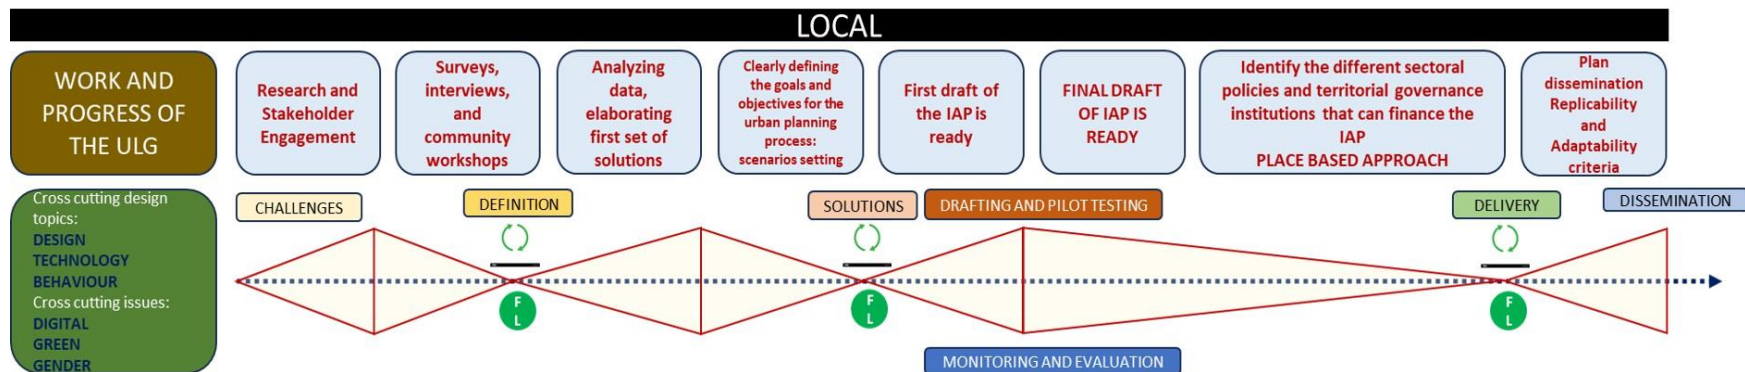 LOCAL
WORK AND
PROGRESS OF
THE ULG
Research and
Stakeholder
Engagement
Surveys,
interviews,
and
community
workshops
Analyzing
data,
elaborating
first set of
solutions
Clearly defining
the goals and
objectives for the
urban planning
process:
scenarios setting
First draft of
the IAP is
ready
FINAL DRAFT
OF IAP IS
READY
Identify the different sectoral
policies and territorial governance
institutions that can finance the
IAP
PLACE BASED APPROACH
Plan
dissemination
Replicability
and
Adaptability
criteria
Cross cutting design
topics:
DESIGN
TECHNOLOGY
BEHAVIOUR
Cross cutting issues:
DIGITAL
GREEN
GENDER
CHALLENGES
DEFINITION
SOLUTIONS
DRAFTING AND PILOT TESTING
DELIVERY
DISSEMINATION
F
L
F
L
F
L
MONITORING AND EVALUATION